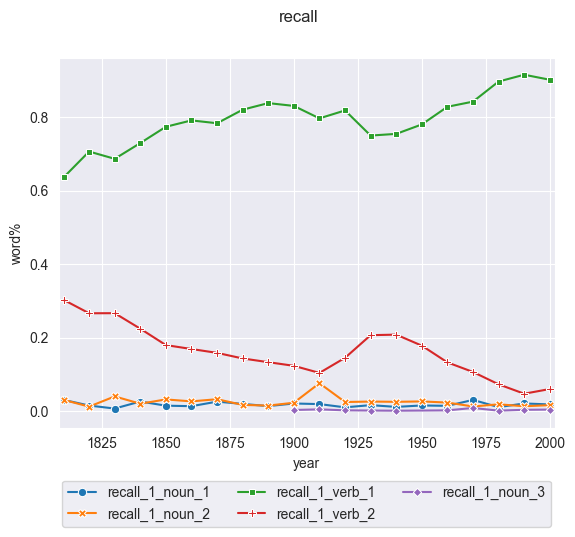 recall
0.8
0.6
0.4
0.2
0.0
word%
1825 1850 1875 1900 1925 1950 1975 2000
year
recall_1_noun_1 recall_1_verb_1 recall_1_noun_3
recall_1_noun_2 recall_1_verb_2